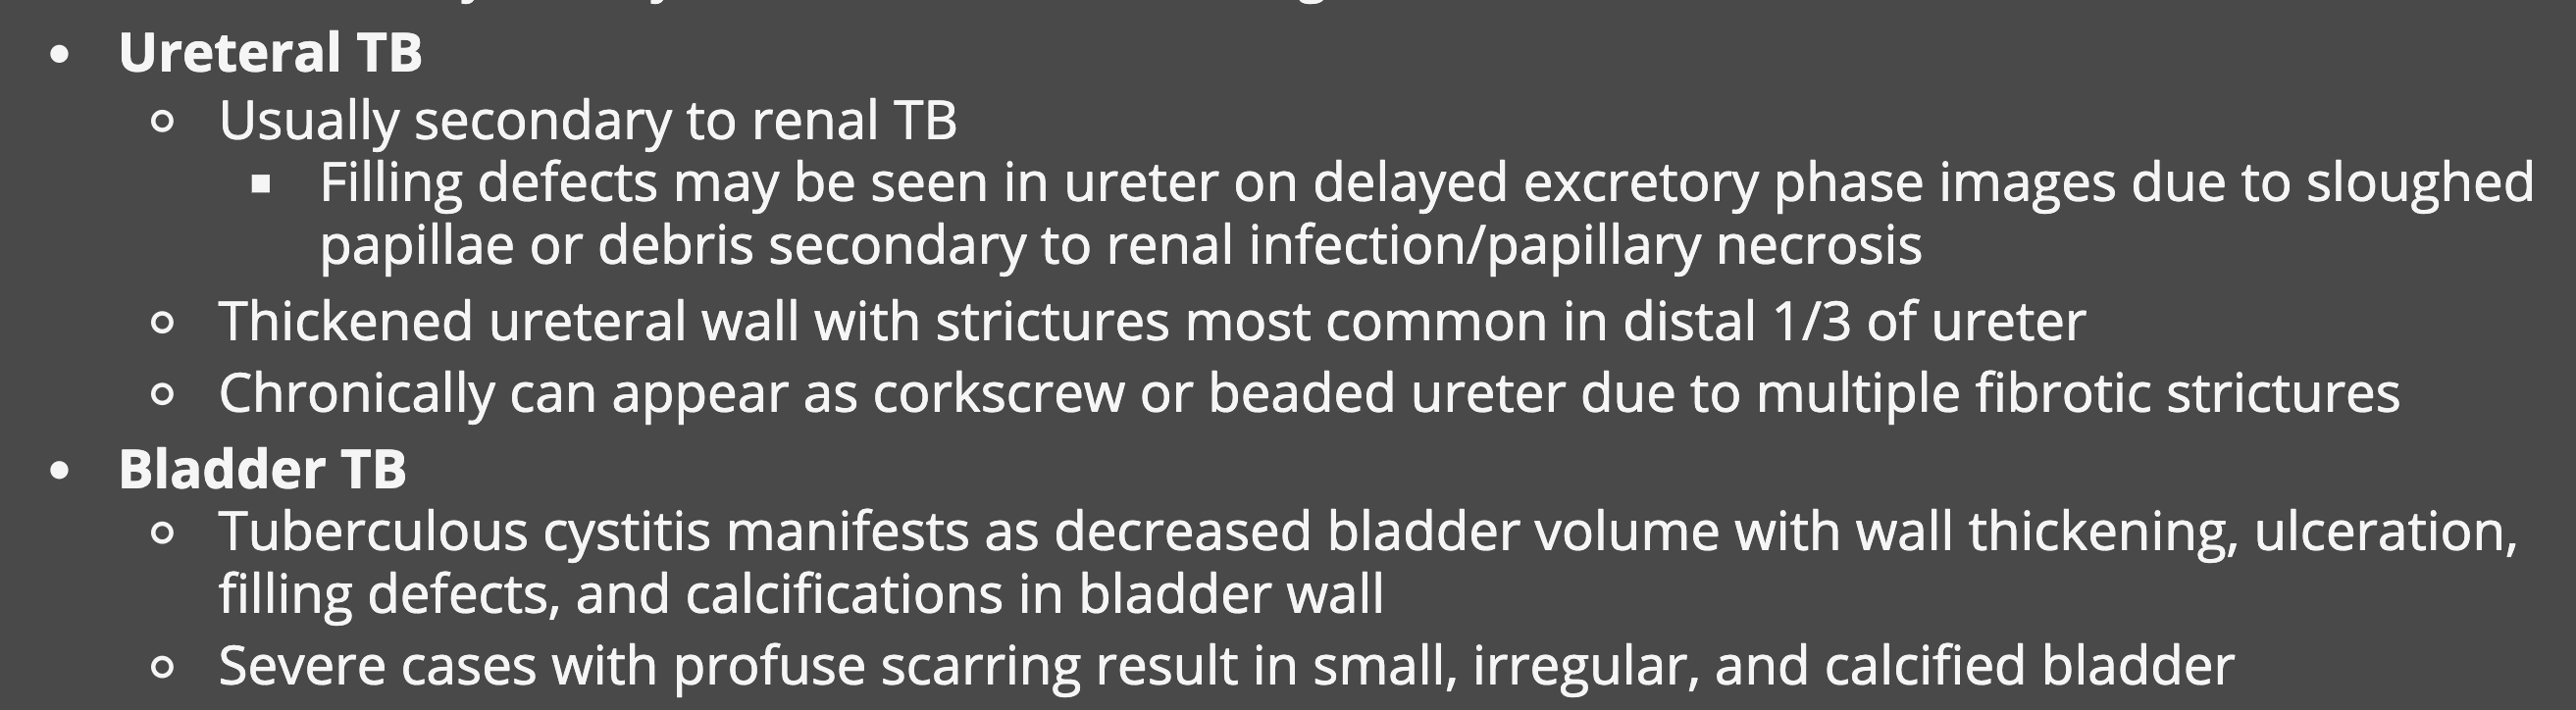 • Ureteral TB
○ Usually secondary to renal TB
▪ Filling defects may be seen in ureter on delayed excretory phase images due to sloughed
papillae or debris secondary to renal infection/papillary necrosis
○ Thickened ureteral wall with strictures most common in distal 1/3 of ureter
○ Chronically can appear as corkscrew or beaded ureter due to multiple fibrotic strictures
• Bladder TB
○ Tuberculous cystitis manifests as decreased bladder volume with wall thickening, ulceration,
filling defects, and calcifications in bladder wall
○ Severe cases with profuse scarring result in small, irregular, and calcified bladder